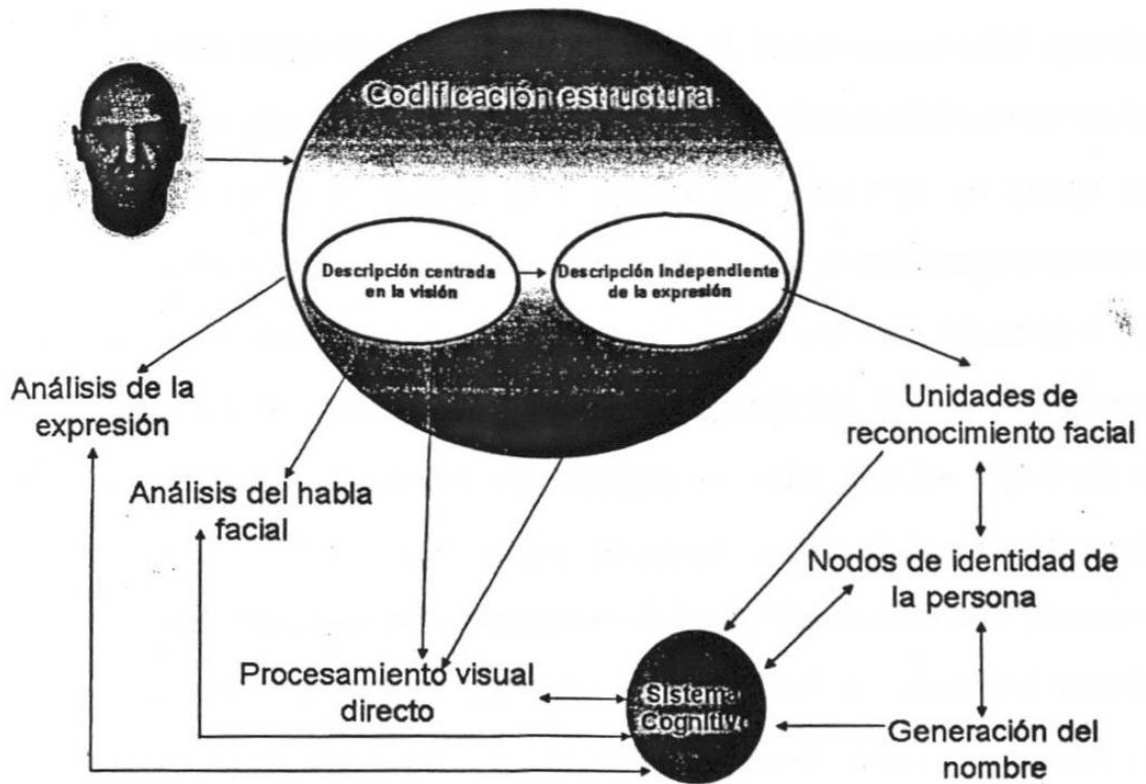 Codificación estructura
Descripción centrada
en la visión
Descripción Independiente
de la expresión
Análisis de la
expresión
Unidades de
reconocimiento facial
Análisis del habla
facial
Nodos de identidad de
la persona
Procesamiento visual
directo
Sistema
Cognitivo
Generación del
nombre